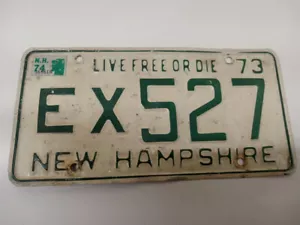 N.H.
74
LIVE FREE OR DIE 73
EX527
NEW HAMPSHIRE